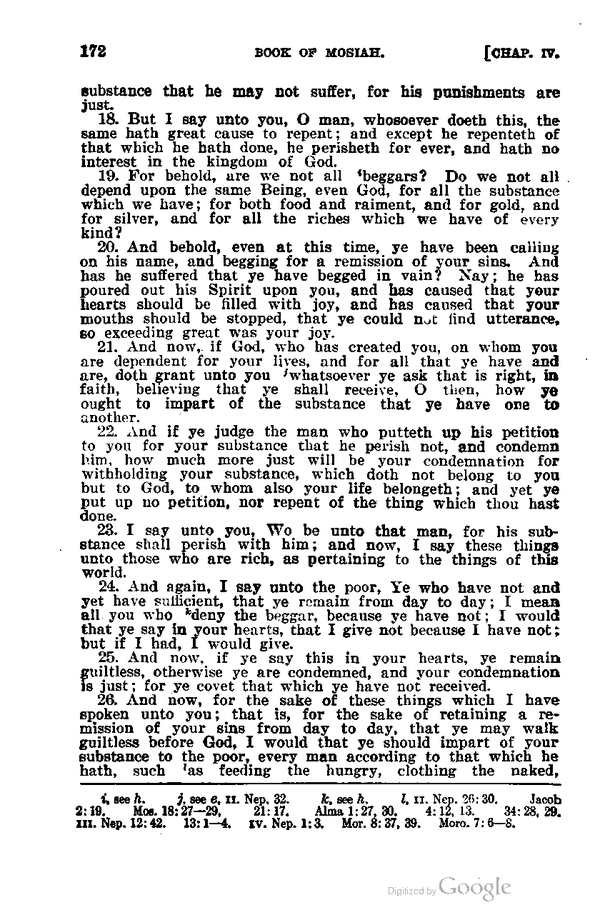 172 BOOK OF MOSIAH. [CHAP. IV.
substance that he may not suffer, for his punishments are
just.
18. But I say unto you, O man, whosoever doeth this, the
same hath great cause to repent; and except he repenteth of
that which he hath done, he perisheth for ever, and hath no
interest in the kingdom of God.
19. For behold, are we not all ⁱbeggars? Do we not all
depend upon the same Being, even God, for all the substance
which we have; for both food and raiment, and for gold, and
for silver, and for all the riches which we have of every
kind?
20. And behold, even at this time, ye have been calling
on his name, and begging for a remission of your sins. And
has he suffered that ye have begged in vain? Nay; he has
poured out his Spirit upon you, and has caused that your
hearts should be filled with joy, and has caused that your
mouths should be stopped, that ye could not find utterance,
so exceeding great was your joy.
21. And now, if God, who has created you, on whom you
are dependent for your lives, and for all that ye have and
are, doth grant unto you ʲwhatsoever ye ask that is right, in
faith, believing that ye shall receive, O then, how ye
ought to impart of the substance that ye have one to
another.
22. And if ye judge the man who putteth up his petition
to you for your substance that he perish not, and condemn
him, how much more just will be your condemnation for
withholding your substance, which doth not belong to you
but to God, to whom also your life belongeth; and yet ye
put up no petition, nor repent of the thing which thou hast
done.
23. I say unto you, Wo be unto that man, for his sub-
stance shall perish with him; and now, I say these things
unto those who are rich, as pertaining to the things of this
world.
24. And again, I say unto the poor, Ye who have not and
yet have sufficient, that ye remain from day to day; I mean
all you who ᵏdeny the beggar, because ye have not; I would
that ye say in your hearts, that I give not because I have not;
but if I had, I would give.
25. And now, if ye say this in your hearts, ye remain
guiltless, otherwise ye are condemned, and your condemnation
is just; for ye covet that which ye have not received.
26. And now, for the sake of these things which I have
spoken unto you; that is, for the sake of retaining a re-
mission of your sins from day to day, that ye may walk
guiltless before God, I would that ye should impart of your
substance to the poor, every man according to that which he
hath, such ˡas feeding the hungry, clothing the naked,
i, see h. j, see e, II. Nep. 32. k, see h. l, II. Nep. 26:30. Jacob
2:19. Mos. 18:27—29. 21:17. Alma 1:27, 30. 4:12, 13. 34:28, 29.
III. Nep. 12:42. 13:1—4. IV. Nep. 1:3. Mor. 8:37, 39. Moro. 7:6—8.
Digitized by Google